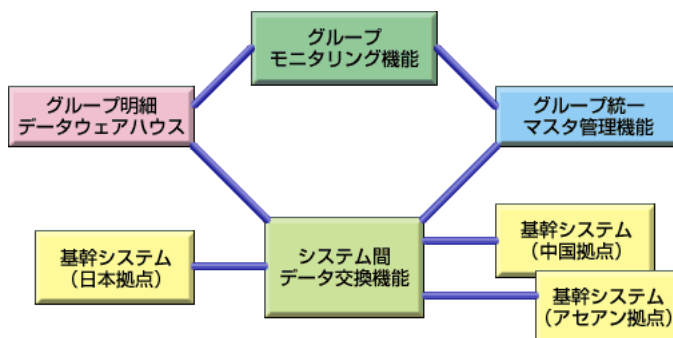 グループ
モニタリング機能
グループ明細
データウェアハウス
グループ統一
マスタ管理機能
基幹システム
（日本拠点）
システム間
データ交換機能
基幹システム
（中国拠点）
基幹システム
（アセアン拠点）